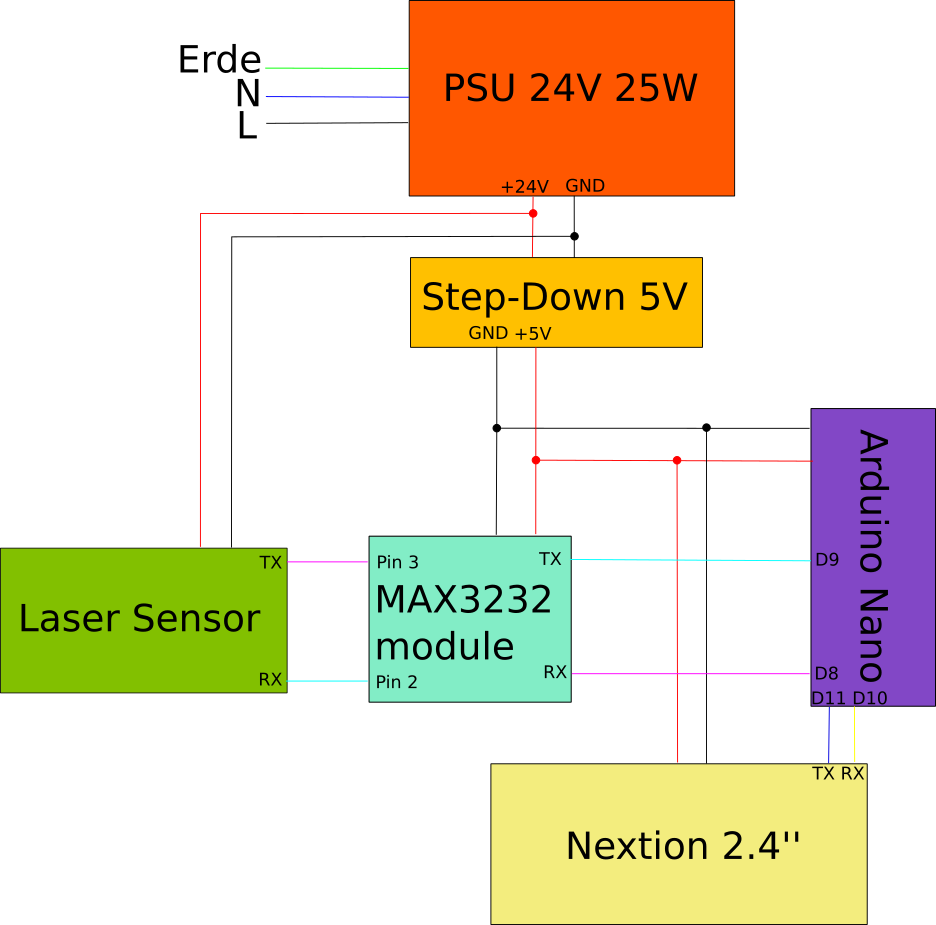 Erde
N
L
PSU 24V 25W
+24V GND
Step-Down 5V
GND +5V
Arduino Nano
D9
D8
D11 D10
TX
Laser Sensor
RX
Pin 3
TX
MAX3232
module
RX
Pin 2
TX RX
Nextion 2.4''